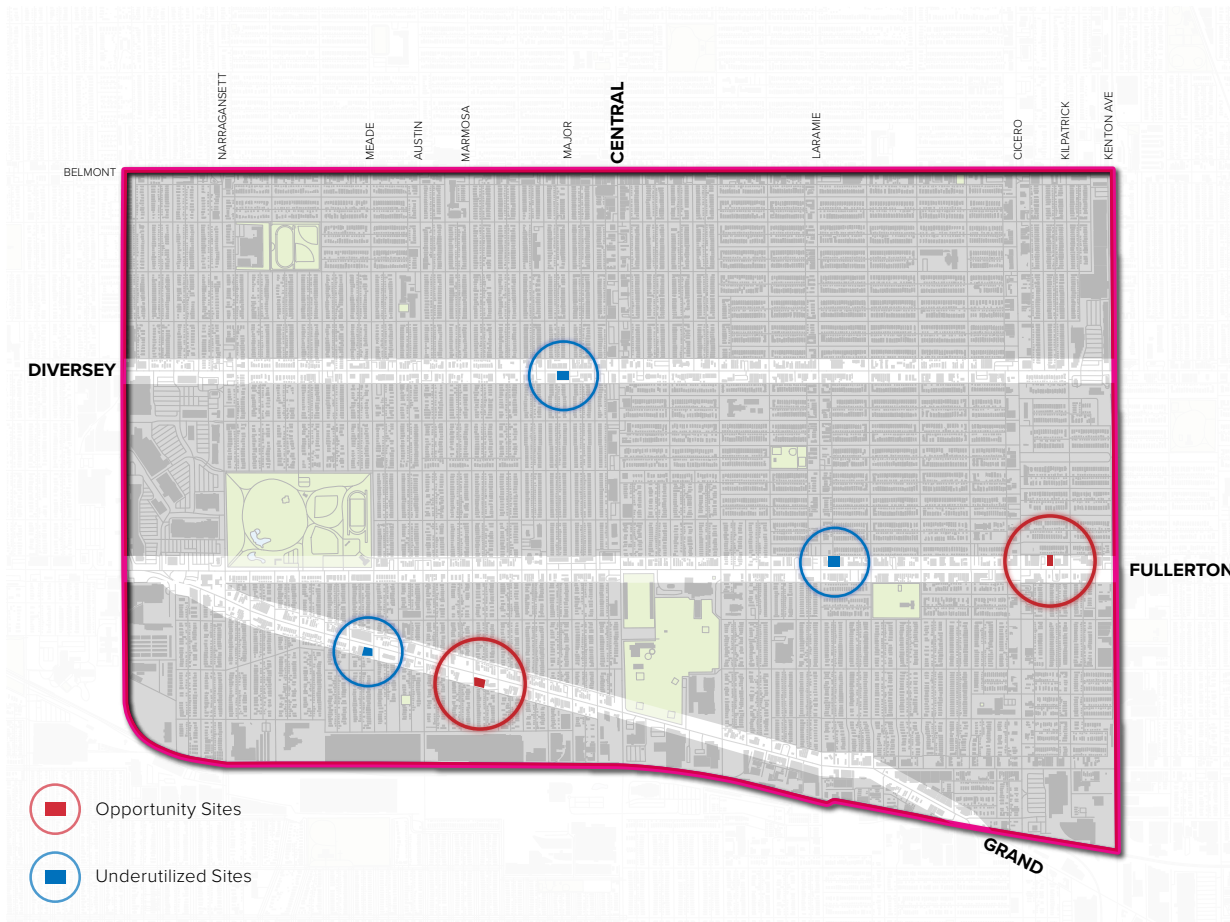 NARRAGANSETT
MEADE
AUSTIN
MARMOSA
MAJOR
CENTRAL
LARAMIE
CICERO
KILPATRICK
KENTON AVE
BELMONT
DIVERSEY
FULLERTON
GRAND
Opportunity Sites
Underutilized Sites